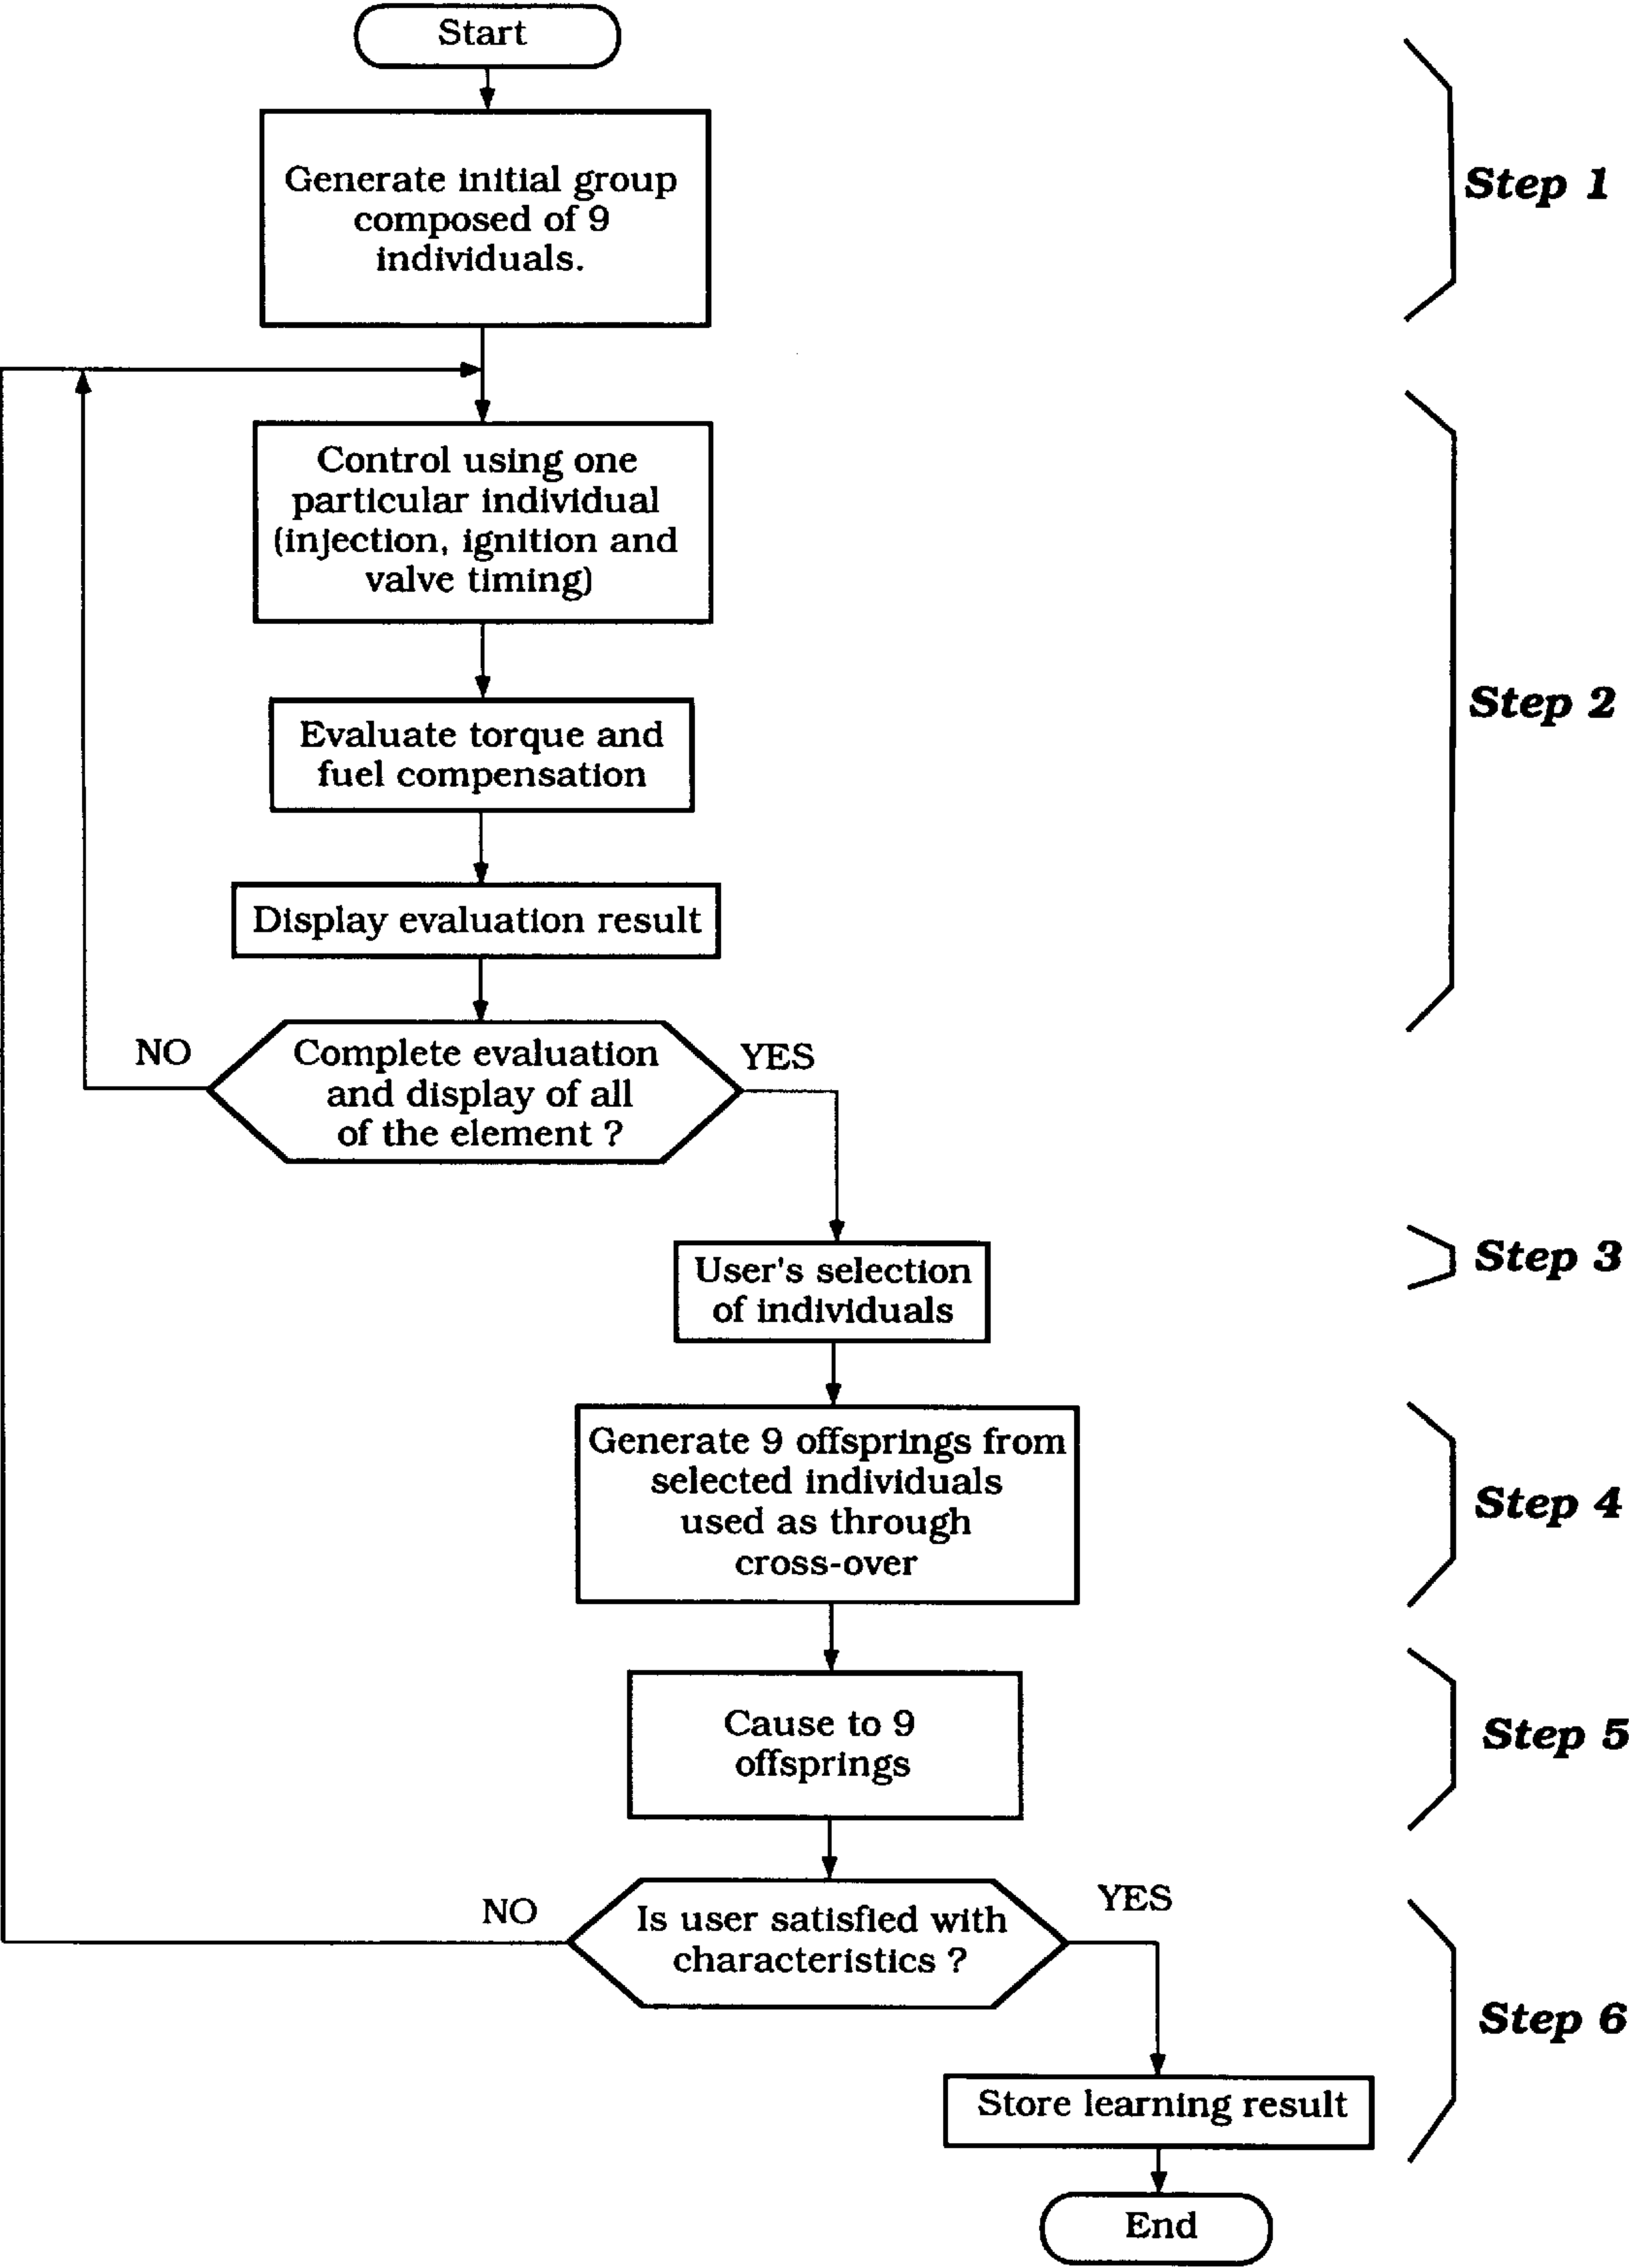 Start
Generate initial group
composed of 9
individuals.
Step 1
Control using one
particular individual
(injection, ignition and
valve timing)
Evaluate torque and
fuel compensation
Step 2
Display evaluation result
NO
Complete evaluation
and display of all
of the element ?
YES
User's selection
of individuals
Step 3
Generate 9 offsprings from
selected individuals
used as through
cross-over
Step 4
Cause to 9
offsprings
Step 5
NO
Is user satisfied with
characteristics ?
YES
Step 6
Store learning result
End